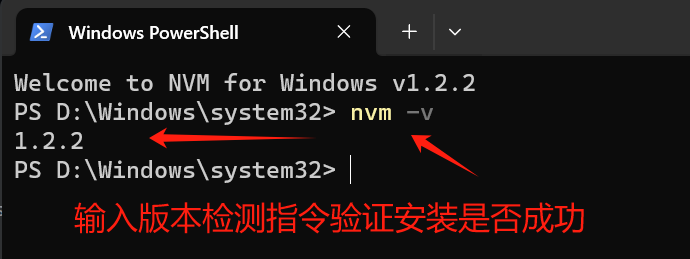 Windows PowerShell
Welcome to NVM for Windows v1.2.2
PS D:\Windows\system32> nvm -v
1.2.2
PS D:\Windows\system32>
输入版本检测指令验证安装是否成功